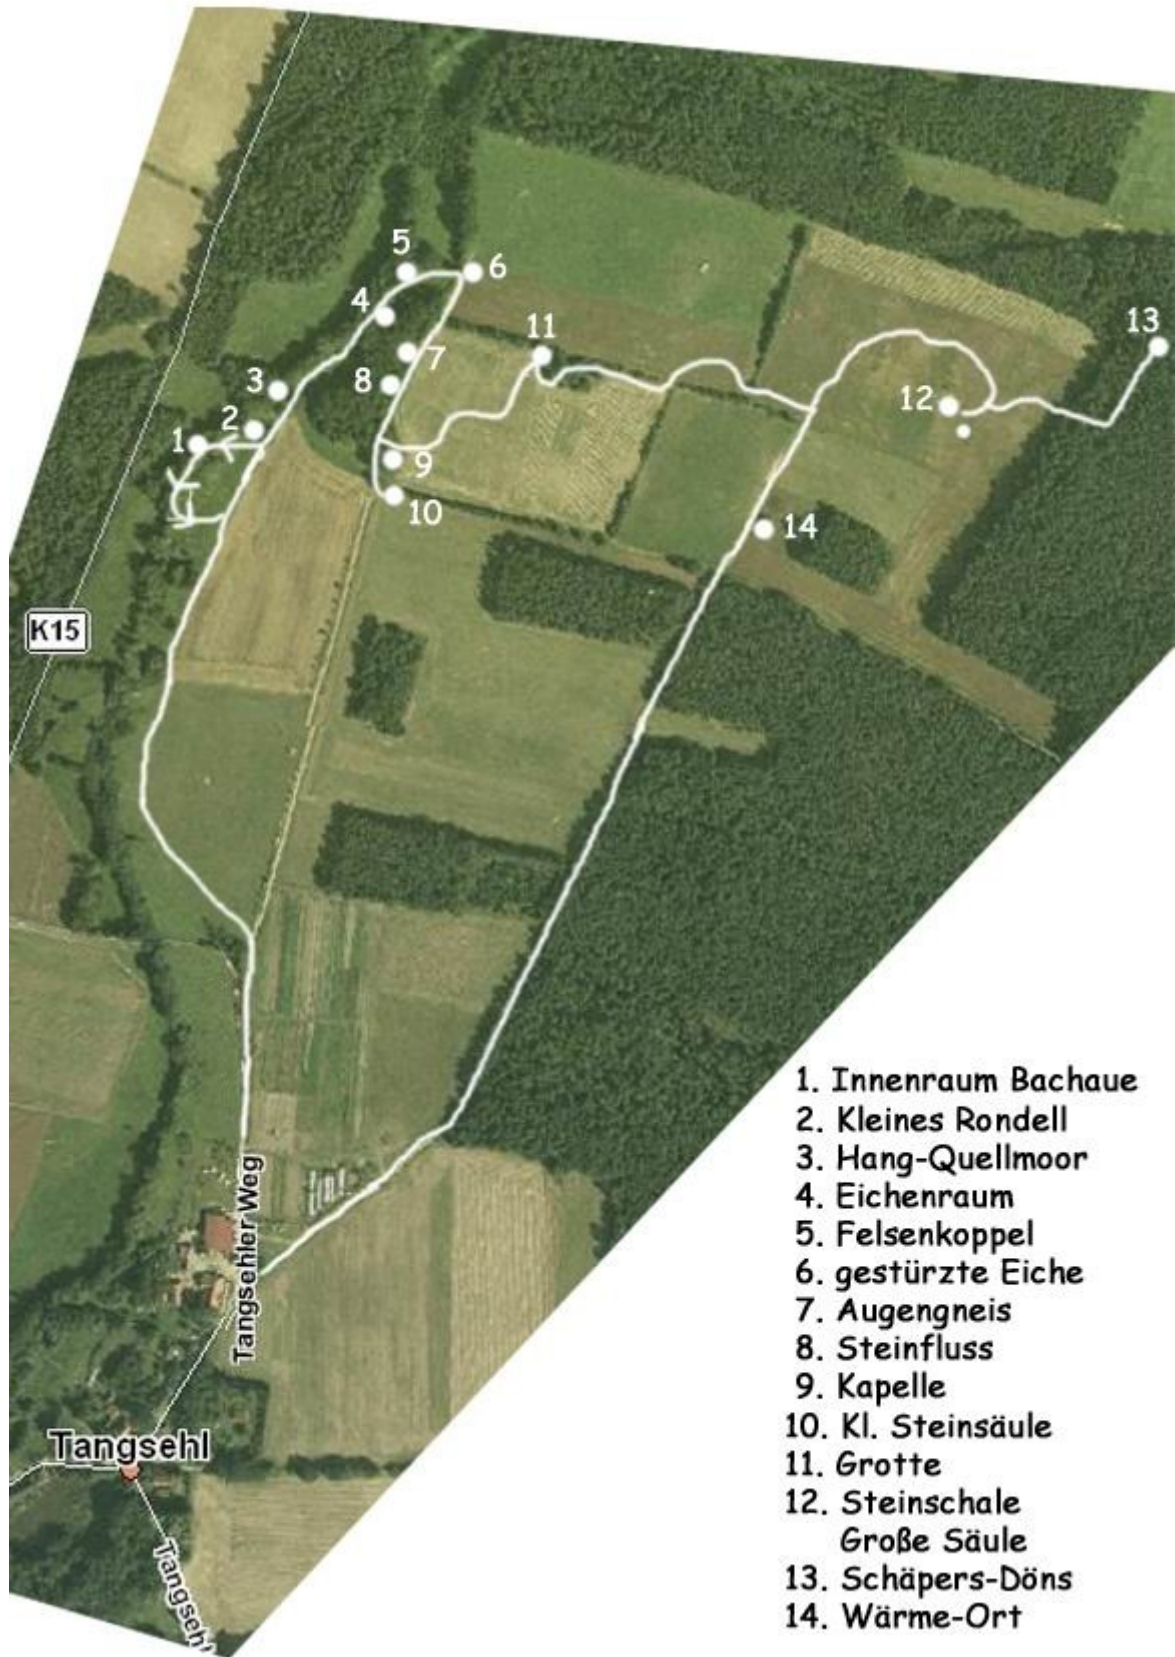 5
6
4
11
13
7
3
8
12
2
1
9
10
14
K15
Tangsehler Weg
Tangsehl
Tangsehl
1. Innenraum Bachaue
2. Kleines Rondell
3. Hang-Quellmoor
4. Eichenraum
5. Felsenkoppel
6. gestürzte Eiche
7. Augengneis
8. Steinfluss
9. Kapelle
10. Kl. Steinsäule
11. Grotte
12. Steinschale
Große Säule
13. Schäpers-Döns
14. Wärme-Ort